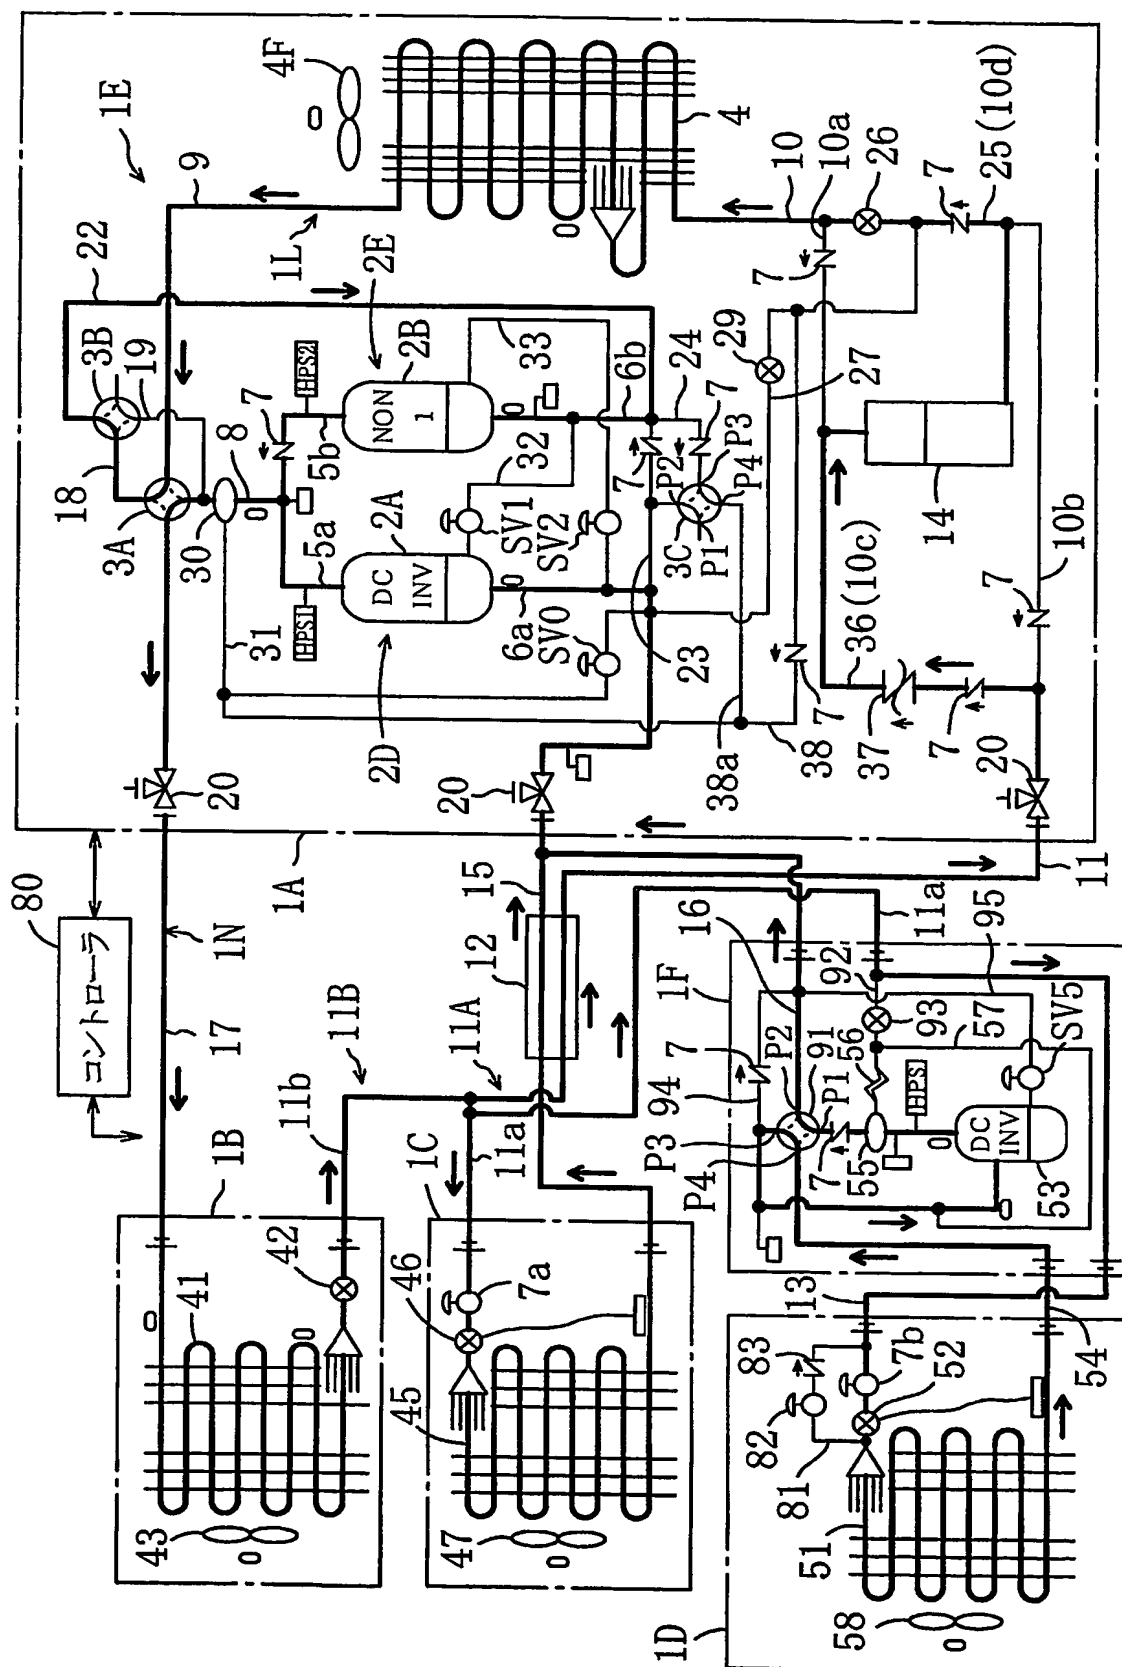 80
コントローラ
1E
4F
9
22
1L
2E
3B
19
18
3A
30
8
7
HPS2
5b
NON
1
2B
33
5a
31
HPS1
DC
INV
2A
32
SV1
SV2
6b
24
7
29
27
4
10
10a
26
7
7
25(10d)
2D
6a
SV0
7
P2
3C
P1
P3
P4
23
38a
38
7
36(10c)
37
7
14
7
10b
20
20
20
1A
1N
17
11b
11B
11A
12
15
11
11a
1B
42
41
43
1C
11a
46
7a
45
47
16
1F
92
95
93
57
SV5
7
94
P2
91
56
P1
P3
P4
7
55
HPS
DC
INV
53
13
54
83
82
81
7b
52
51
58
1D